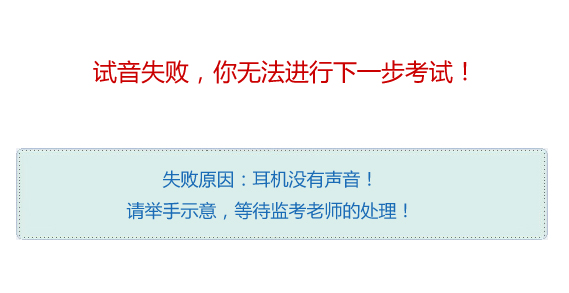 试音失败，你无法进行下一步考试！
失败原因：耳机没有声音！
请举手示意，等待监考老师的处理！